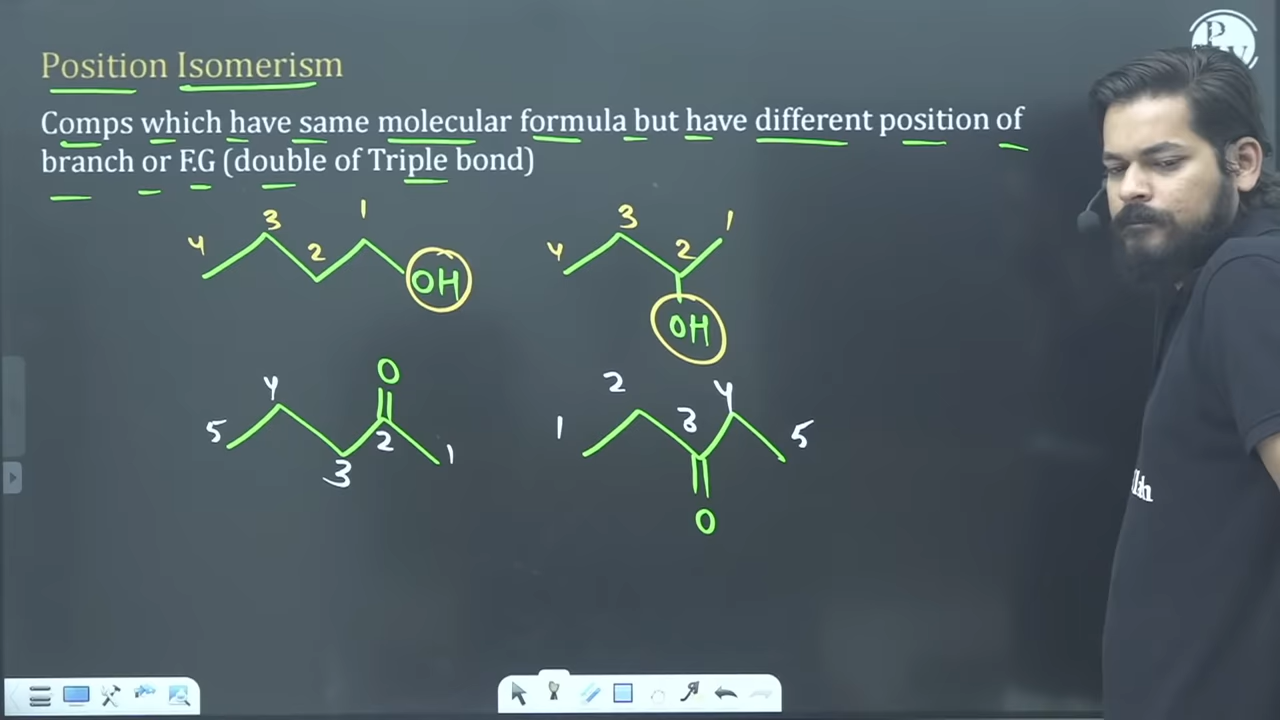 Position Isomerism
Comps which have same molecular formula but have different position of
branch or F.G (double of Triple bond)
4 3 2 1 OH
4 3 2 1
OH
O
5 4 3 2 1
1 2 3 4 5
O
P
W